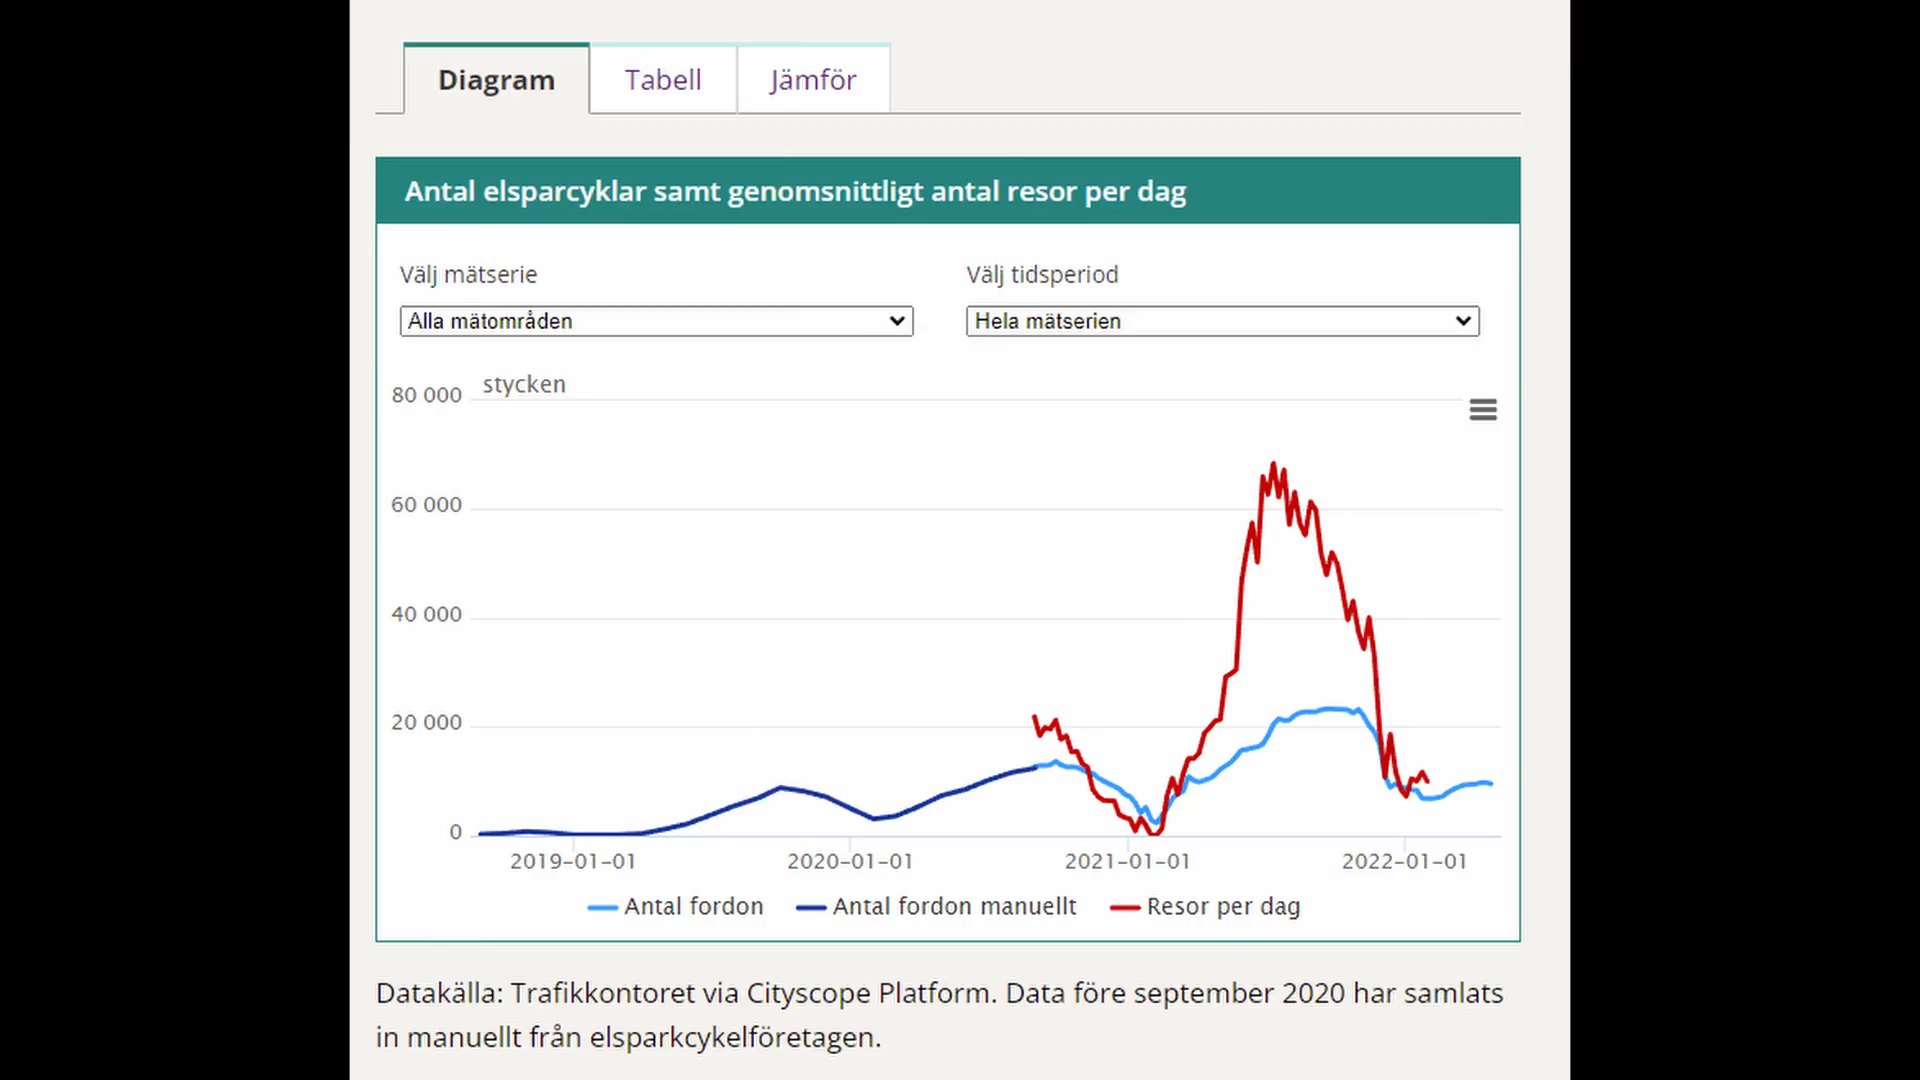 Diagram Tabell Jämför
Antal elsparcyklar samt genomsnittligt antal resor per dag
Välj mätserie Välj tidsperiod
Alla mätområden Hela mätserien
stycken
80 000
60 000
40 000
20 000
0
2019-01-01 2020-01-01 2021-01-01 2022-01-01
Antal fordon Antal fordon manuellt Resor per dag
Datakälla: Trafikkontoret via Cityscope Platform. Data före september 2020 har samlats
in manuellt från elsparkcykelföretagen.